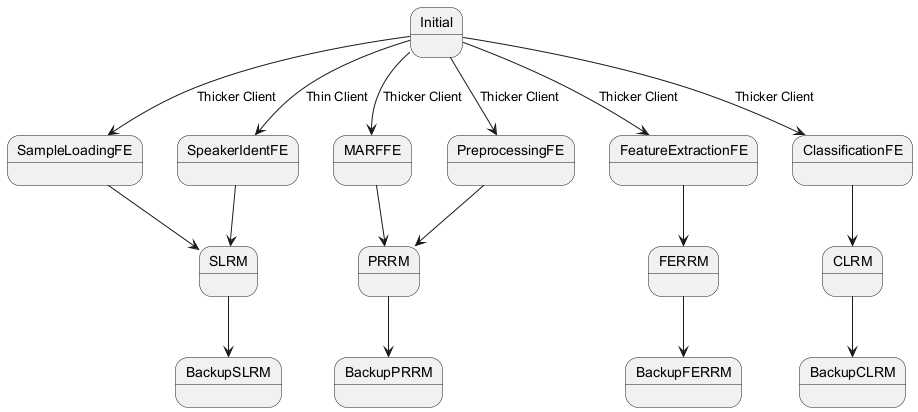 Initial
Thicker Client
Thin Client
Thicker Client
Thicker Client
Thicker Client
Thicker Client
SampleLoadingFE
SpeakerIdentFE
MARFFE
PreprocessingFE
FeatureExtractionFE
ClassificationFE
SLRM
PRRM
FERRM
CLRM
BackupSLRM
BackupPRRM
BackupFERRM
BackupCLRM